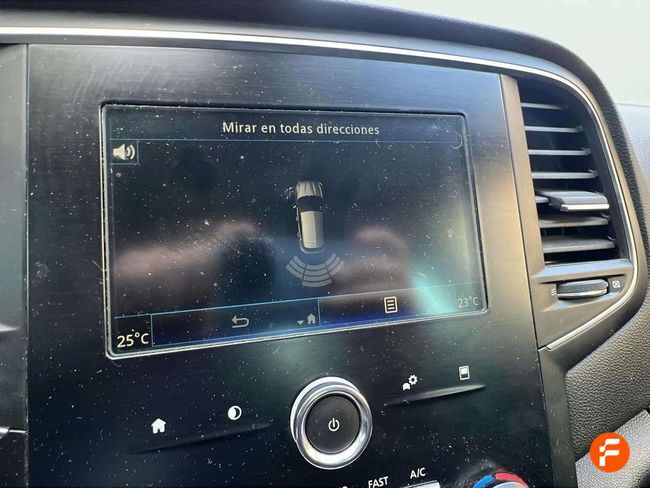 Mirar en todas direcciones
25°C
23°C
FAST
A/C